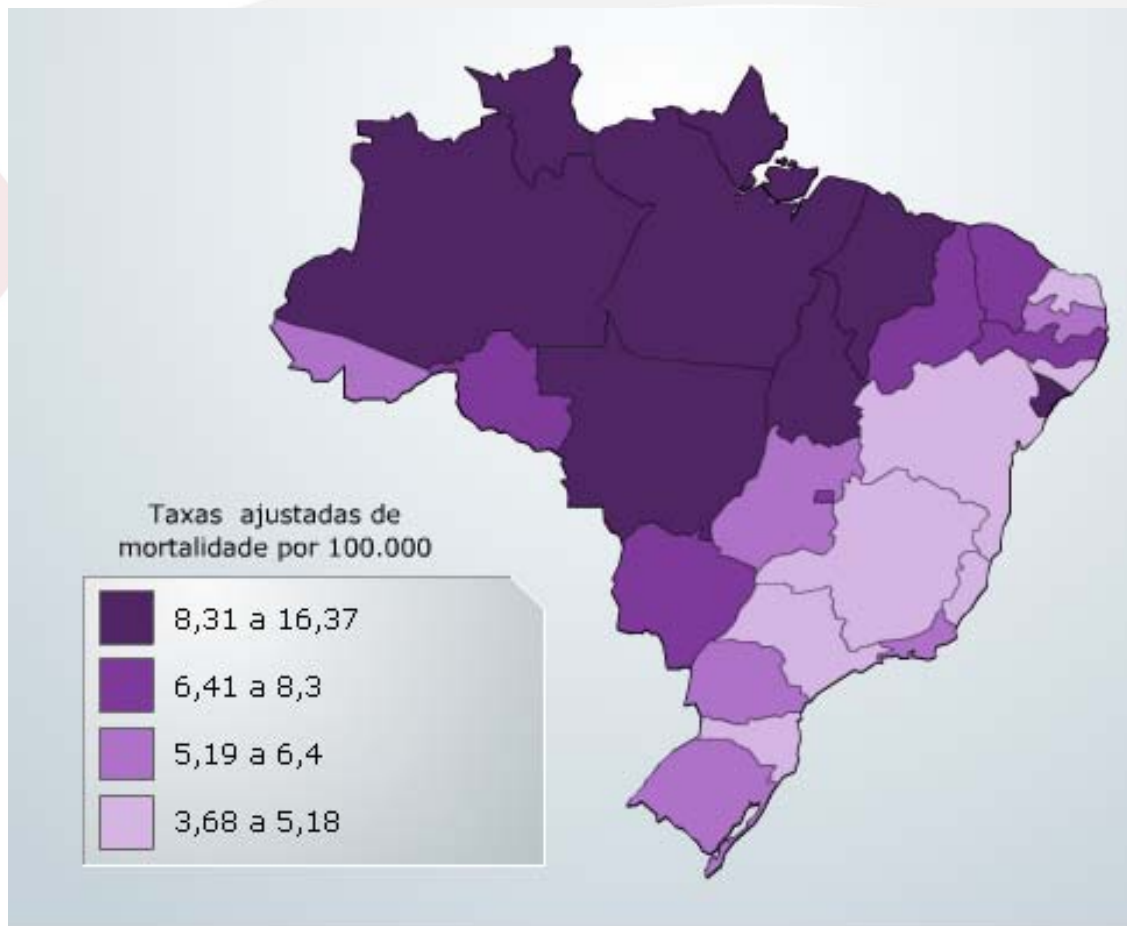 Taxas ajustadas de
mortalidade por 100.000
8,31 a 16,37
6,41 a 8,3
5,19 a 6,4
3,68 a 5,18